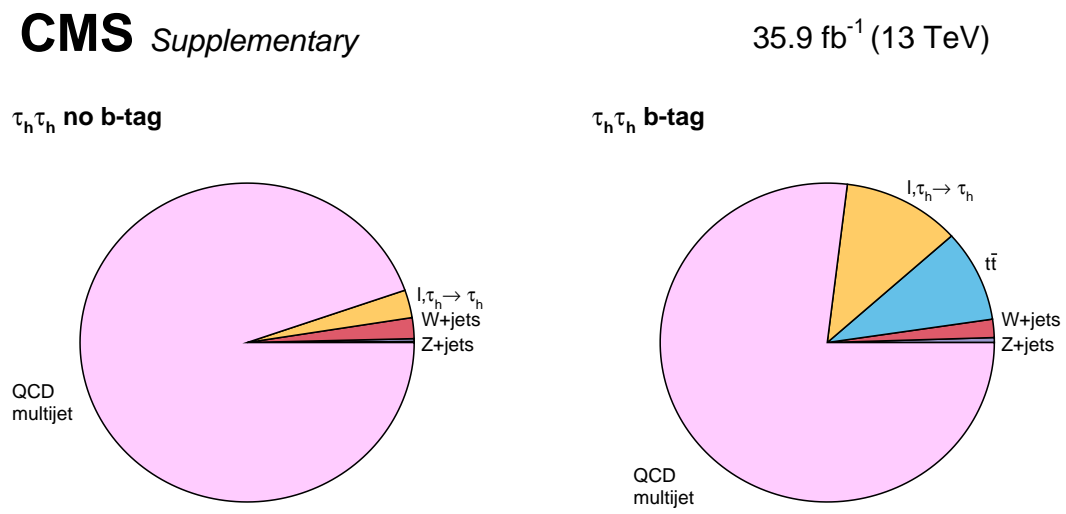 CMS Supplementary
35.9 fb⁻¹ (13 TeV)
τₕτₕ no b-tag
l,τₕ→ τₕ
W+jets
Z+jets
QCD
multijet
τₕτₕ b-tag
l,τₕ→ τₕ
tt̄
W+jets
Z+jets
QCD
multijet